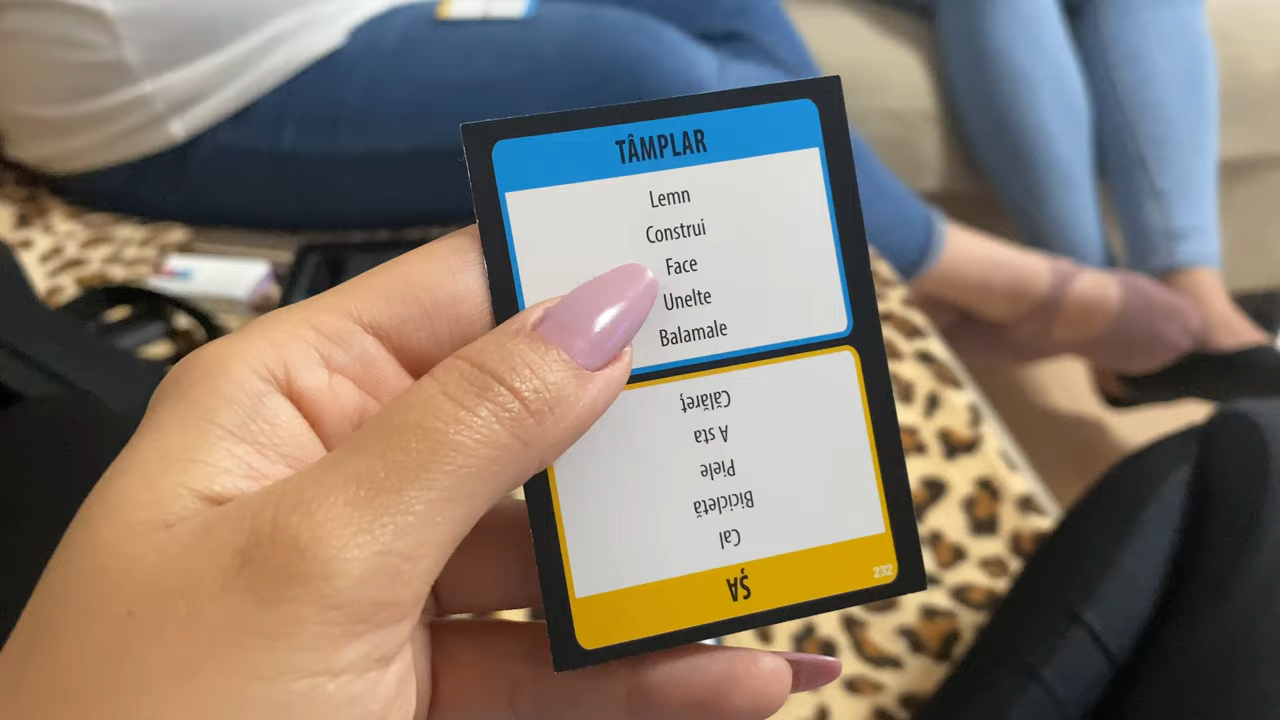 TÂMPLAR
Lemn
Construi
Face
Unelte
Balamale
ȘA
Cal
Bicicletă
Piele
A sta
Călăreț
232